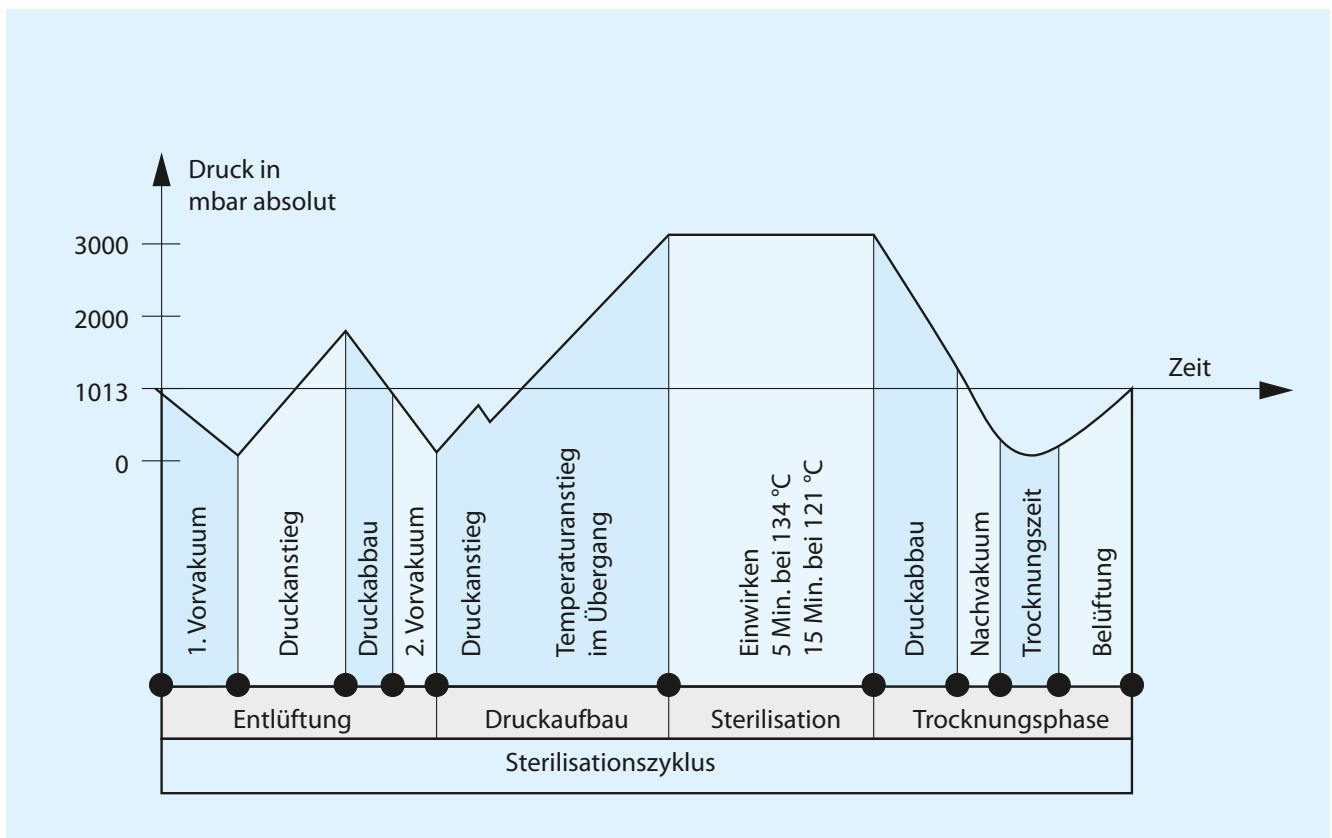 Druck in
mbar absolut
3000
2000
1013
0
Zeit
1. Vorvakuum
Druckanstieg
Druckabbau
2. Vorvakuum
Druckanstieg
Temperaturanstieg
im Übergang
Einwirken
5 Min. bei 134 °C
15 Min. bei 121 °C
Druckabbau
Nachvakuum
Trocknungszeit
Belüftung
Entlüftung
Druckaufbau
Sterilisation
Trocknungsphase
Sterilisationszyklus